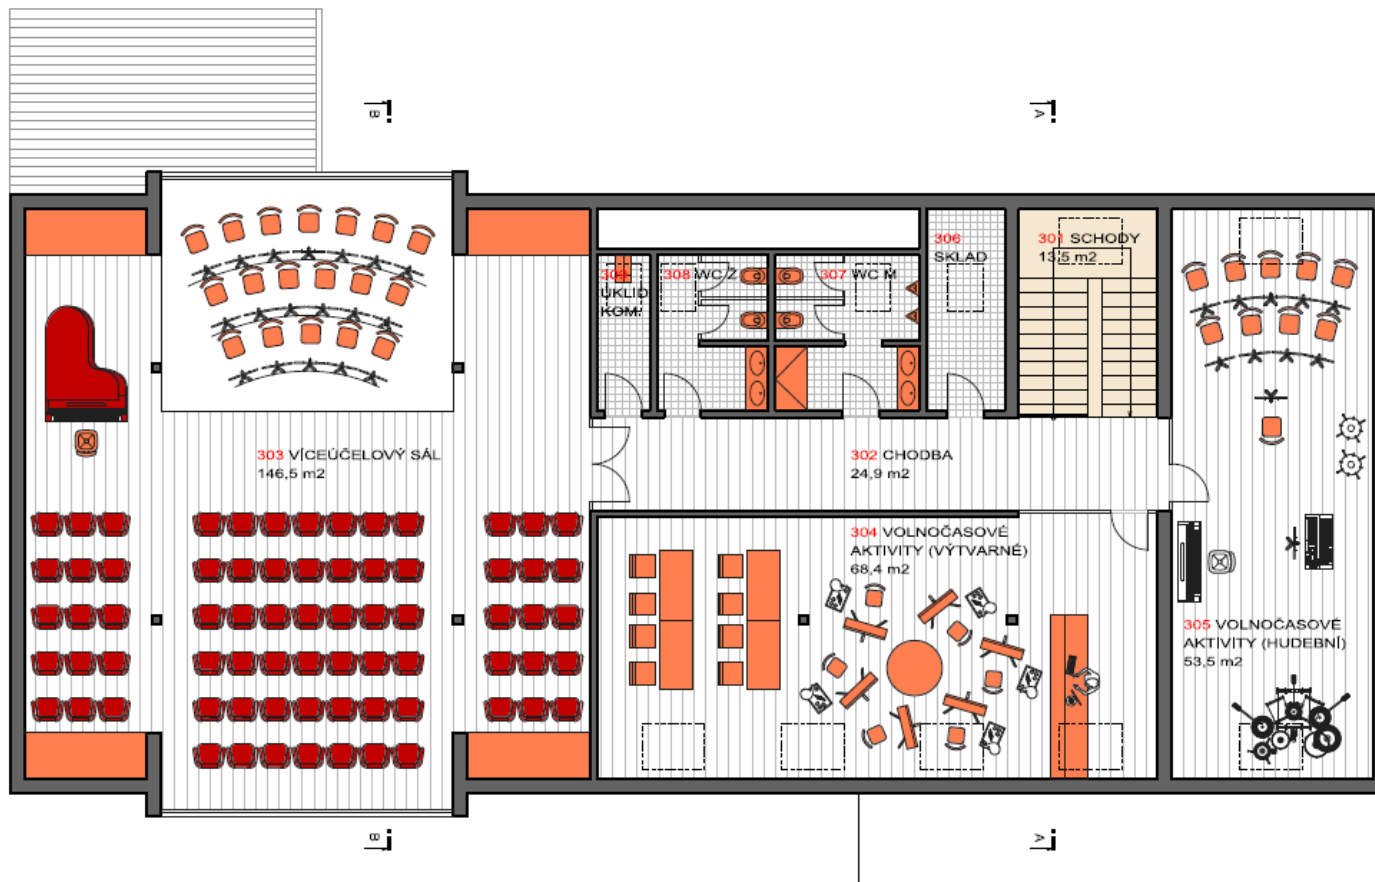 B
A
306
SKLAD
301 SCHODY
13,5 m2
309
ÚKLID
KOM.
308 WC Ž
307 WC M
303 VÍCEÚČELOVÝ SÁL
146,5 m2
302 CHODBA
24,9 m2
304 VOLNOČASOVÉ
AKTIVITY (VÝTVARNÉ)
68,4 m2
305 VOLNOČASOVÉ
AKTIVITY (HUDEBNÍ)
53,5 m2
B
A